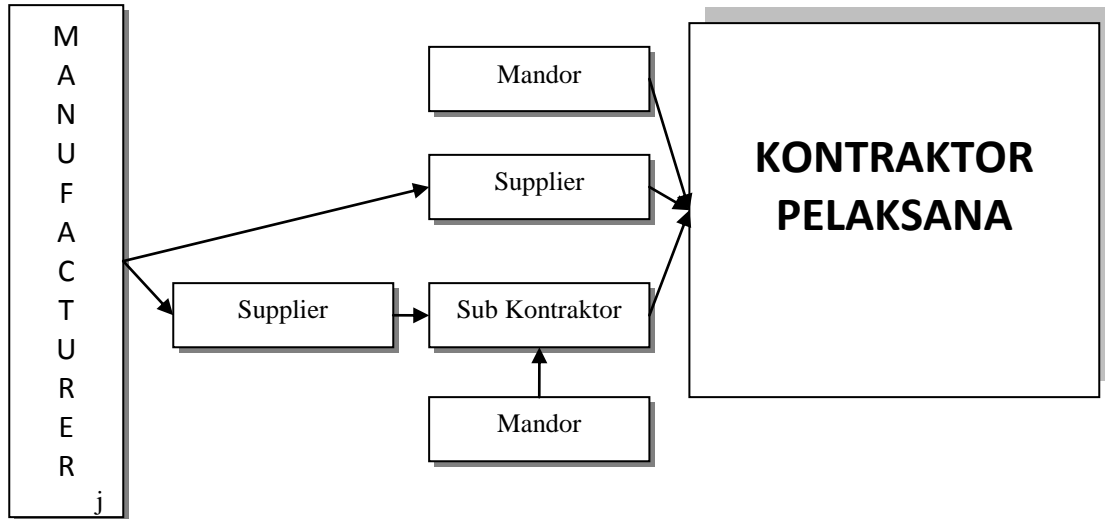 M
A
N
U
F
A
C
T
U
R
E
R
j
Mandor
Supplier
Supplier
Sub Kontraktor
Mandor
KONTRAKTOR
PELAKSANA